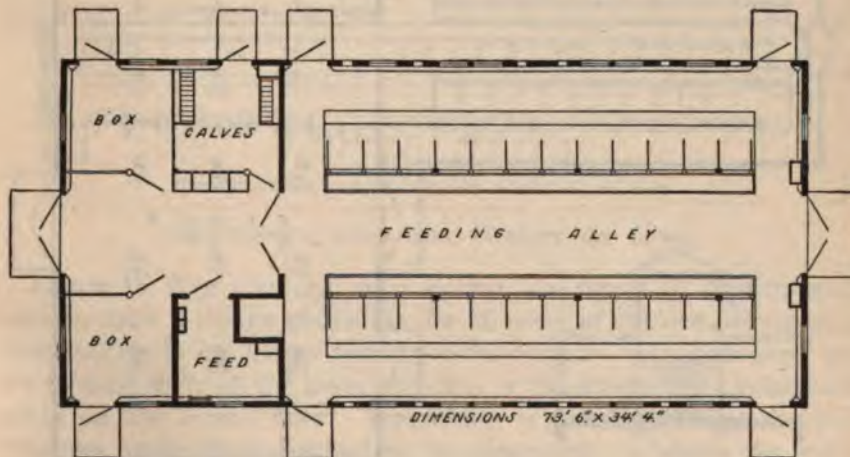 BOX
CALVES
FEEDING ALLEY
BOX
FEED
DIMENSIONS 73' 6" X 34' 4"